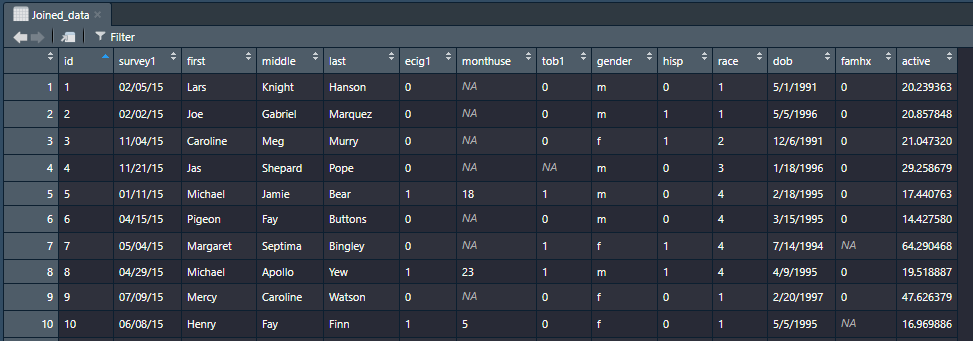 Joined_data
Filter
id survey1 first middle last ecig1 monthuse tob1 gender hisp race dob famhx active
1 1 02/05/15 Lars Knight Hanson 0 NA 0 m 0 1 5/1/1991 0 20.239363
2 2 02/02/15 Joe Gabriel Marquez 0 NA 0 m 1 1 5/5/1996 0 20.857848
3 3 11/04/15 Caroline Meg Murry 0 NA 0 f 1 2 12/6/1991 0 21.047320
4 4 11/21/15 Jas Shepard Pope 0 NA NA m 0 3 1/18/1996 0 29.258679
5 5 01/11/15 Michael Jamie Bear 1 18 1 m 0 4 2/18/1995 0 17.440763
6 6 04/15/15 Pigeon Fay Buttons 0 NA 0 m 0 4 3/15/1995 0 14.427580
7 7 05/04/15 Margaret Septima Bingley 0 NA 1 f 1 4 7/14/1994 NA 64.290468
8 8 04/29/15 Michael Apollo Yew 1 23 1 m 1 4 4/9/1995 0 19.518887
9 9 07/09/15 Mercy Caroline Watson 0 NA 0 f 0 1 2/20/1997 0 47.626379
10 10 06/08/15 Henry Fay Finn 1 5 0 f 0 1 5/5/1995 NA 16.969886